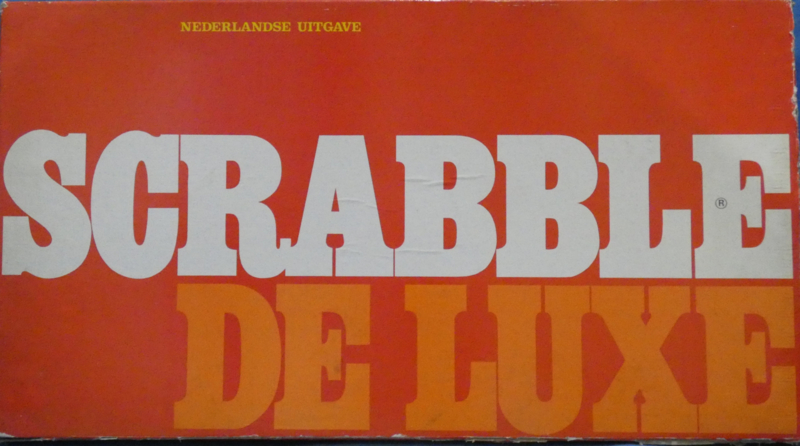 NEDERLANDSE UITGAVE
SCRABBLE®
DE LUXE